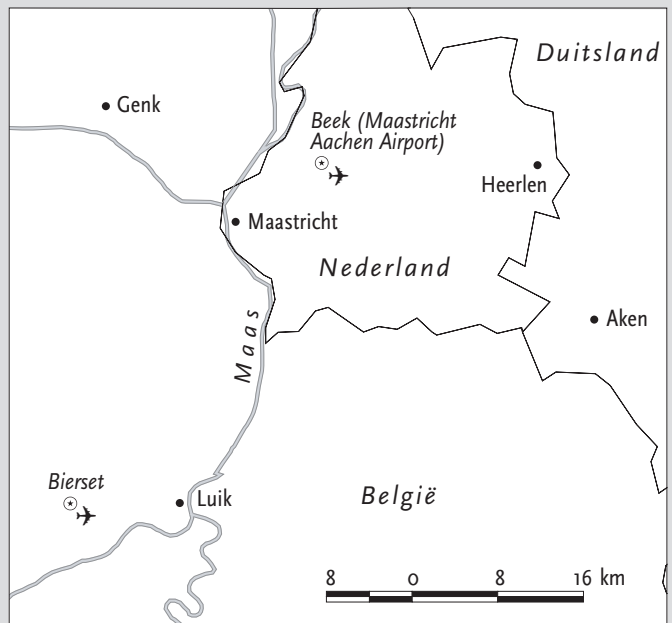 Duitsland
Genk
Beek (Maastricht
Aachen Airport)
Heerlen
Maastricht
Nederland
Maas
Aken
Bierset
Luik
België
8 0 8 16 km